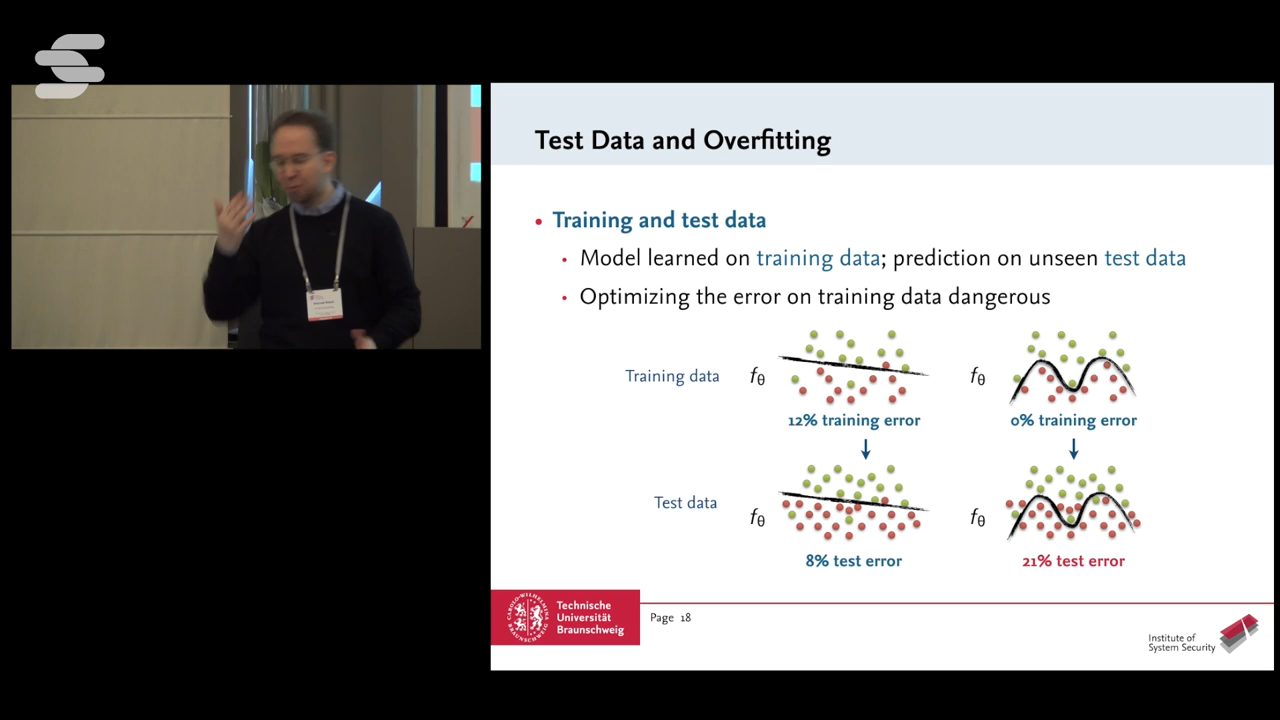 Test Data and Overfitting
• Training and test data
• Model learned on training data; prediction on unseen test data
• Optimizing the error on training data dangerous
Training data
fθ
fθ
12% training error
0% training error
Test data
fθ
fθ
8% test error
21% test error
Technische
Universität
Braunschweig
Page 18
Institute of
System Security